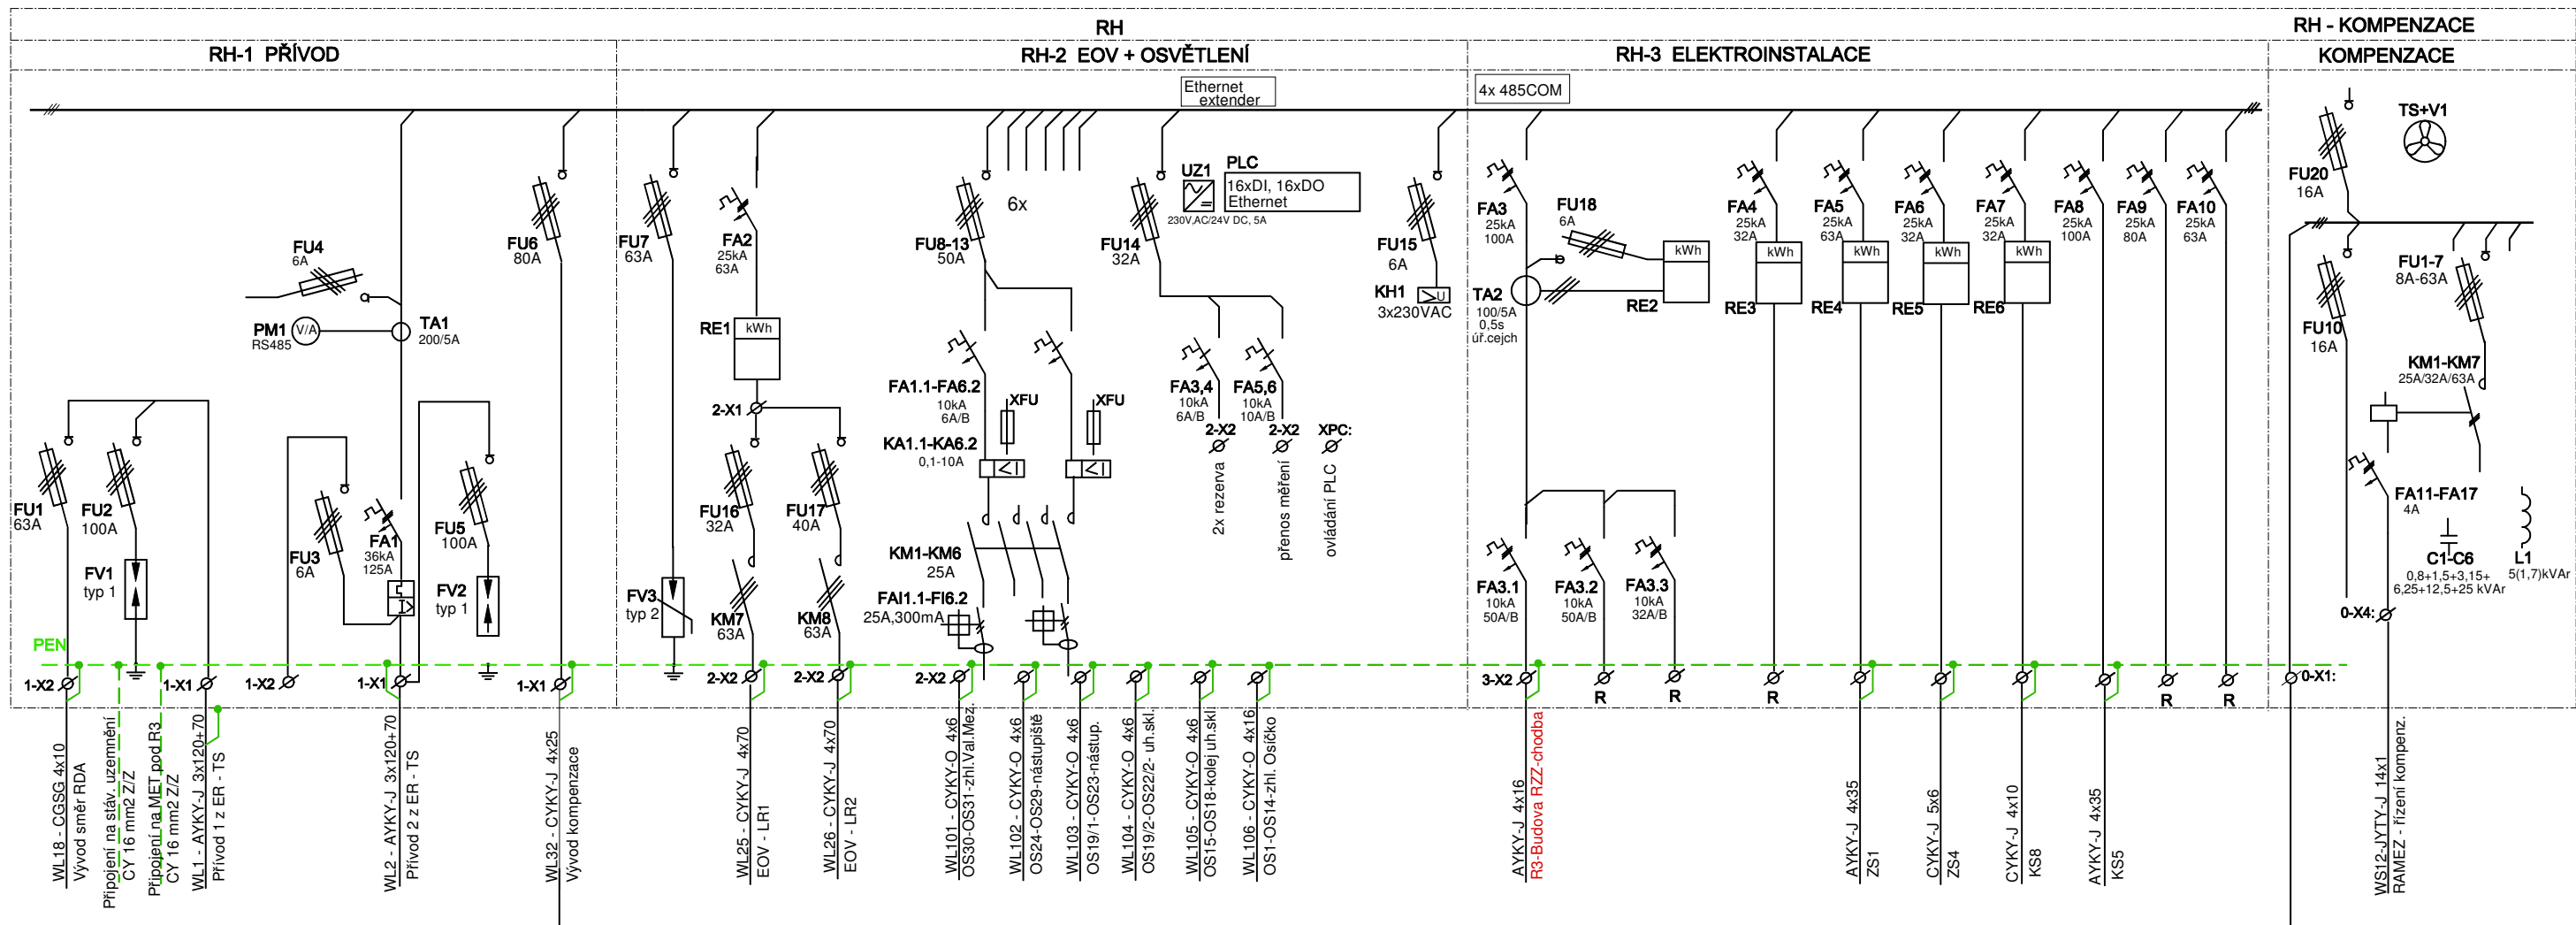 RH
RH - KOMPENZACE
RH-1 PŘÍVOD
RH-2 EOV + OSVĚTLENÍ
RH-3 ELEKTROINSTALACE
KOMPENZACE
Ethernet
extender
4x 485COM
FU4
6A
PM1
V/A
RS485
TA1
200/5A
FU1
63A
FU2
100A
FV1
typ 1
FU3
6A
FA1
36kA
125A
FU5
100A
FV2
typ 1
FU6
80A
PEN
1-X2
1-X1
1-X2
1-X1
1-X1
WL18 - CGSG 4x10
Vývod směr RDA
Připojení na stáv. uzemnění
CY 16 mm2 Z/Z
Připojení na MET pod R3
CY 16 mm2 Z/Z
WL1 - AYKY-J 3x120+70
Přívod 1 z ER - TS
WL2 - AYKY-J 3x120+70
Přívod 2 z ER - TS
WL32 - CYKY-J 4x25
Vývod kompenzace
FU7
63A
FV3
typ 2
FA2
25kA
63A
RE1
kWh
2-X1
FU16
32A
FU17
40A
KM7
63A
KM8
63A
2-X2
2-X2
WL25 - CYKY-J 4x70
EOV - LR1
WL26 - CYKY-J 4x70
EOV - LR2
FU8-13
50A
6x
FA1.1-FA6.2
10kA
6A/B
XFU
XFU
KA1.1-KA6.2
0,1-10A
<I
<I
KM1-KM6
25A
FAI1.1-FI6.2
25A,300mA
2-X2
WL101 - CYKY-O 4x6
OS30-OS31-zhl.Val.Mez.
WL102 - CYKY-O 4x6
OS24-OS29-nástupiště
WL103 - CYKY-O 4x6
OS19/1-OS23-nástup.
WL104 - CYKY-O 4x6
OS19/2-OS22/2- uh.skl.
WL105 - CYKY-O 4x6
OS15-OS18-kolej uh.skl
WL106 - CYKY-O 4x16
OS1-OS14-zhl. Osíčko
FU14
32A
UZ1
230V,AC/24V DC, 5A
PLC
16xDI, 16xDO
Ethernet
FA3,4
10kA
6A/B
2-X2
2x rezerva
FA5,6
10kA
10A/B
2-X2
přenos měření
XPC:
ovládání PLC
FU15
6A
KH1
>U
3x230VAC
FA3
25kA
100A
FU18
6A
TA2
100/5A
0,5s
úř.cejch
kWh
RE2
FA4
25kA
32A
kWh
RE3
FA5
25kA
63A
kWh
RE4
FA6
25kA
32A
kWh
RE5
FA7
25kA
32A
kWh
RE6
FA8
25kA
100A
FA9
25kA
80A
FA10
25kA
63A
FA3.1
10kA
50A/B
FA3.2
10kA
50A/B
FA3.3
10kA
32A/B
3-X2
R
R
R
R
R
AYKY-J 4x16
R3-Budova RZZ-chodba
AYKY-J 4x35
ZS1
CYKY-J 5x6
ZS4
CYKY-J 4x10
KS8
AYKY-J 4x35
KS5
FU20
16A
TS+V1
FU10
16A
FU1-7
8A-63A
KM1-KM7
25A/32A/63A
FA11-FA17
4A
C1-C6
0,8+1,5+3,15+
6,25+12,5+25 kVAr
L1
5(1,7)kVAr
0-X4:
0-X1:
WS12-JYTY-J 14x1
RAMEZ - řízení kompenz.